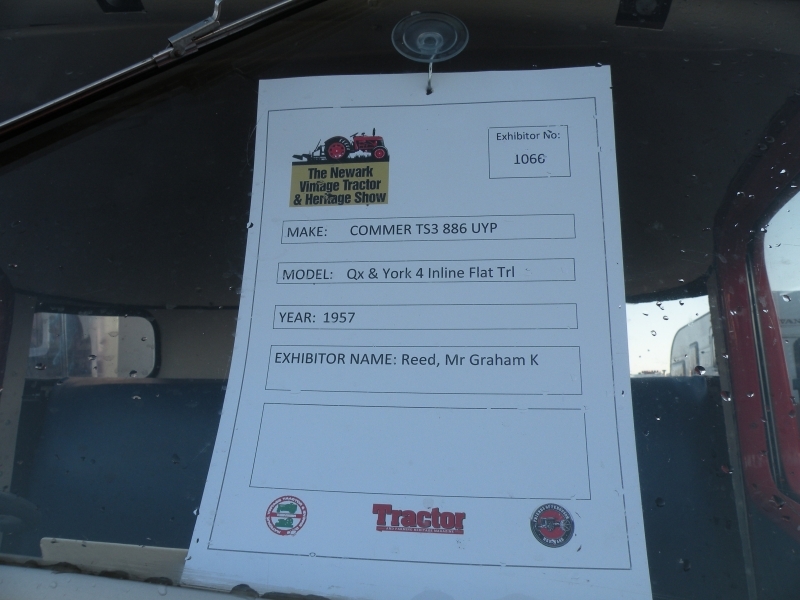 The Newark
Vintage Tractor
& Heritage Show
Exhibitor No:
1066
MAKE: COMMER TS3 886 UYP
MODEL: Qx & York 4 Inline Flat Trl
YEAR: 1957
EXHIBITOR NAME: Reed, Mr Graham K
Tractor